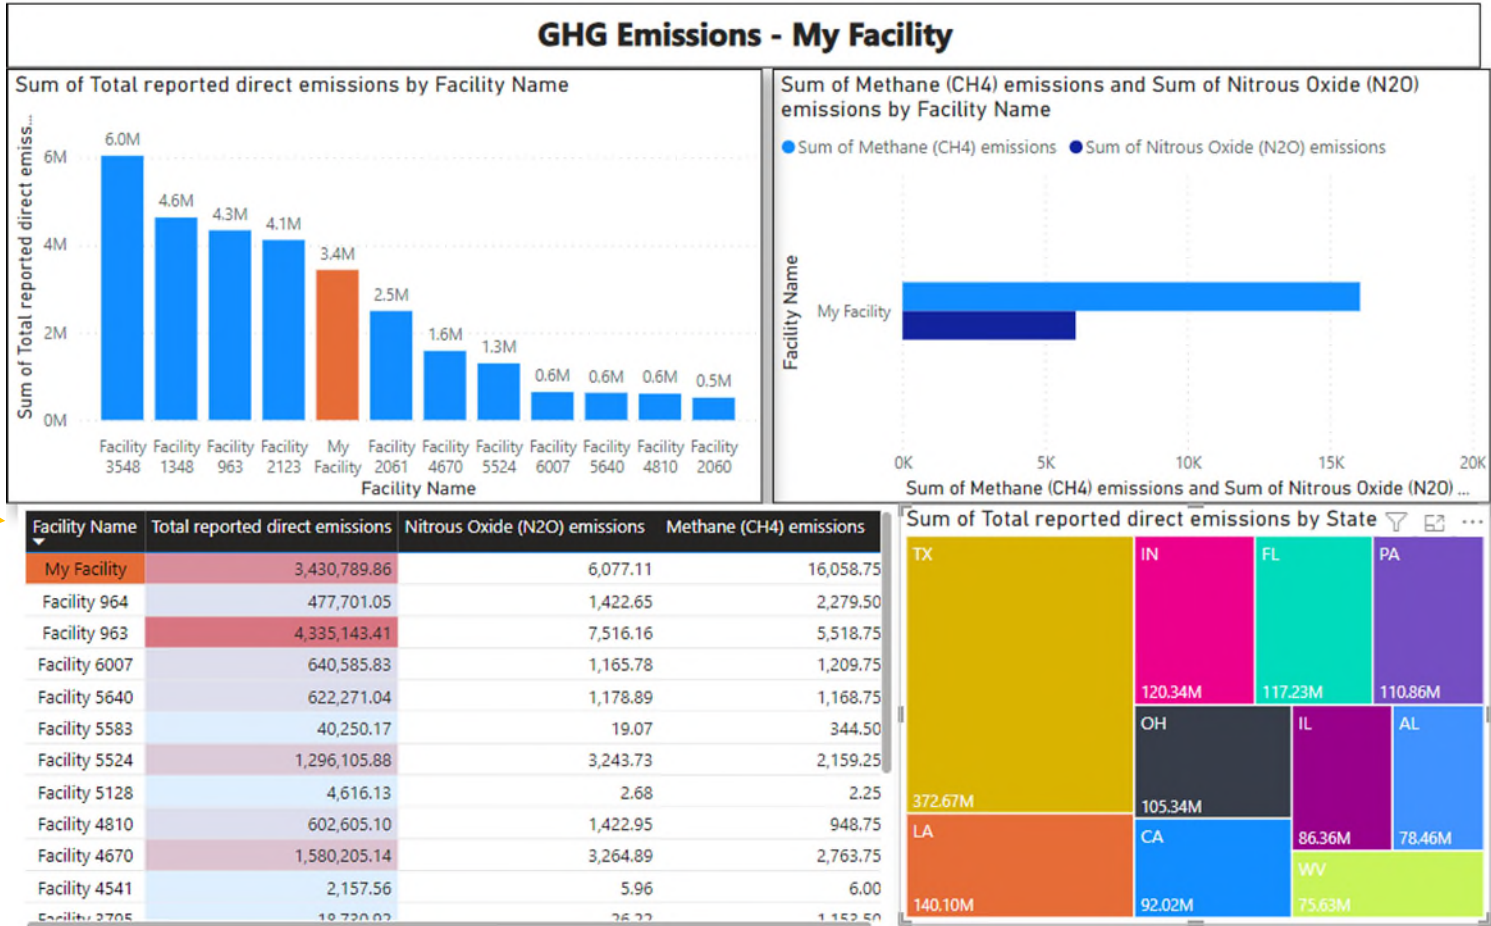 GHG Emissions - My Facility
Sum of Total reported direct emissions by Facility Name
Sum of Total reported direct emiss...
6M
4M
2M
0M
6.0M
4.6M
4.3M
4.1M
3.4M
2.5M
1.6M
1.3M
0.6M
0.6M
0.6M
0.5M
Facility 3548
Facility 1348
Facility 963
Facility 2123
My Facility
Facility 2061
Facility 4670
Facility 5524
Facility 6007
Facility 5640
Facility 4810
Facility 2060
Facility Name
Sum of Methane (CH4) emissions and Sum of Nitrous Oxide (N2O)
emissions by Facility Name
Sum of Methane (CH4) emissions Sum of Nitrous Oxide (N2O) emissions
Facility Name
My Facility
0K 5K 10K 15K 20K
Sum of Methane (CH4) emissions and Sum of Nitrous Oxide (N2O) ...
Facility Name Total reported direct emissions Nitrous Oxide (N2O) emissions Methane (CH4) emissions
My Facility 3,430,789.86 6,077.11 16,058.75
Facility 964 477,701.05 1,422.65 2,279.50
Facility 963 4,335,143.41 7,516.16 5,518.75
Facility 6007 640,585.83 1,165.78 1,209.75
Facility 5640 622,271.04 1,178.89 1,168.75
Facility 5583 40,250.17 19.07 344.50
Facility 5524 1,296,105.88 3,243.73 2,159.25
Facility 5128 4,616.13 2.68 2.25
Facility 4810 602,605.10 1,422.95 948.75
Facility 4670 1,580,205.14 3,264.89 2,763.75
Facility 4541 2,157.56 5.96 6.00
Facility 3795 18,730.92 26.22 1,153.50
Sum of Total reported direct emissions by State
TX
372.67M
LA
140.10M
IN
120.34M
FL
117.23M
PA
110.86M
OH
105.34M
CA
92.02M
IL
86.36M
AL
78.46M
WV
75.63M